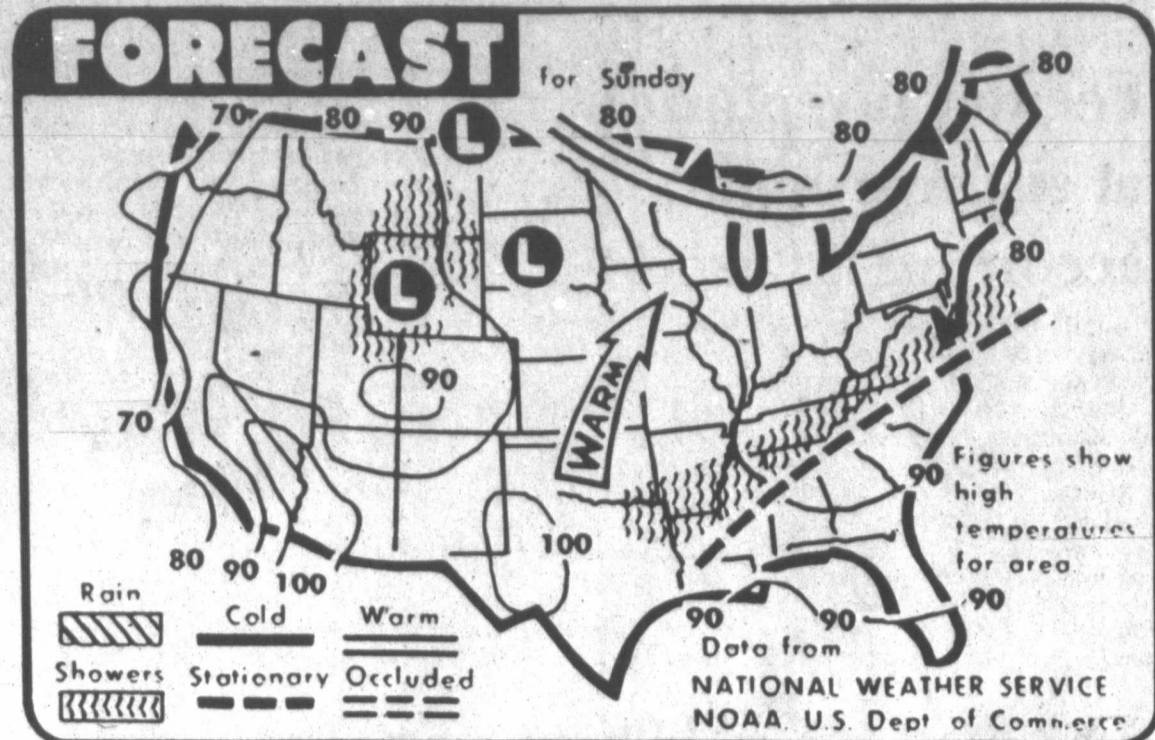 FORECAST
for Sunday
70 80 90 L 80 80 80 80
L
L
80
90
WARM
70
90
100
80 90 100
90 90 90
Figures show
high
temperatures
for area.
Rain
Cold
Warm
Showers
Stationary
Occluded
Data from
NATIONAL WEATHER SERVICE
NOAA, U.S. Dept of Commerce